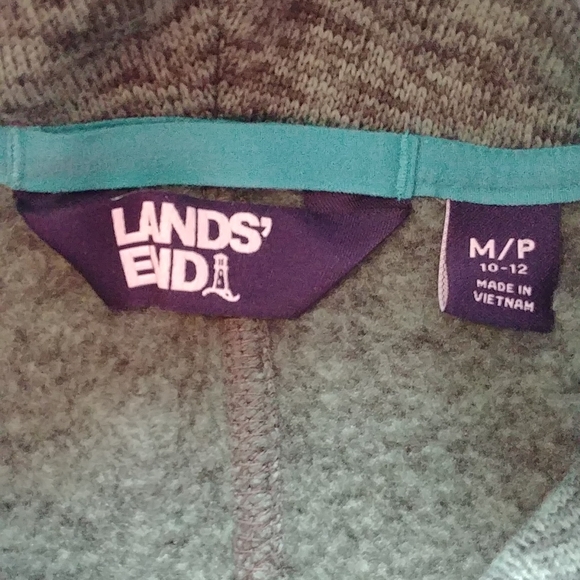 LANDS'
END
M/P
10-12
MADE IN
VIETNAM